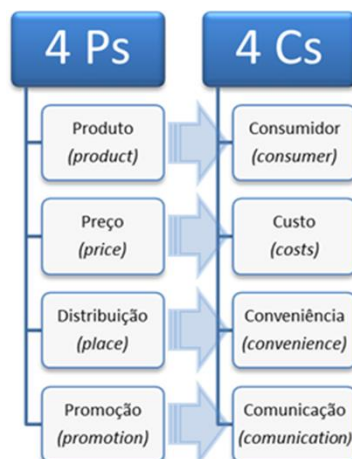 4 Ps
Produto
(product)
Preço
(price)
Distribuição
(place)
Promoção
(promotion)
4 Cs
Consumidor
(consumer)
Custo
(costs)
Conveniência
(convenience)
Comunicação
(comunication)